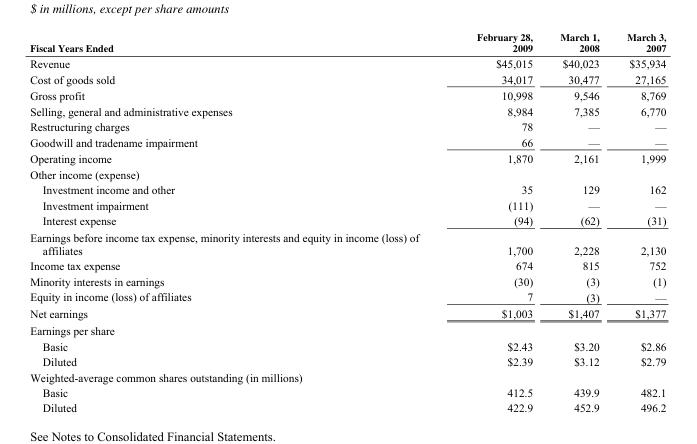 $ in millions, except per share amounts
February 28, March 1, March 3,
Fiscal Years Ended 2009 2008 2007
Revenue $45,015 $40,023 $35,934
Cost of goods sold 34,017 30,477 27,165
Gross profit 10,998 9,546 8,769
Selling, general and administrative expenses 8,984 7,385 6,770
Restructuring charges 78 — —
Goodwill and tradename impairment 66 — —
Operating income 1,870 2,161 1,999
Other income (expense)
Investment income and other 35 129 162
Investment impairment (111) — —
Interest expense (94) (62) (31)
Earnings before income tax expense, minority interests and equity in income (loss) of
affiliates 1,700 2,228 2,130
Income tax expense 674 815 752
Minority interests in earnings (30) (3) (1)
Equity in income (loss) of affiliates 7 (3) —
Net earnings $1,003 $1,407 $1,377
Earnings per share
Basic $2.43 $3.20 $2.86
Diluted $2.39 $3.12 $2.79
Weighted-average common shares outstanding (in millions)
Basic 412.5 439.9 482.1
Diluted 422.9 452.9 496.2
See Notes to Consolidated Financial Statements.